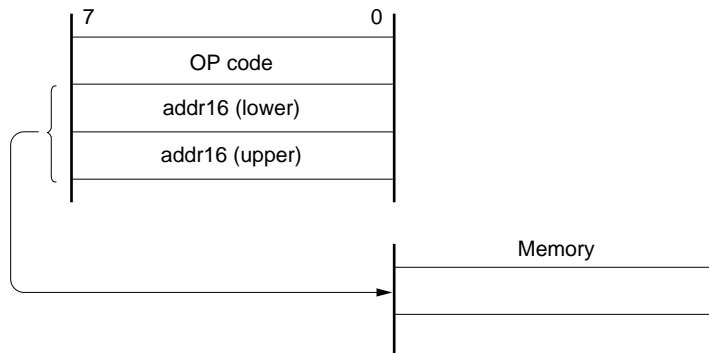 7 0
OP code
addr16 (lower)
addr16 (upper)
Memory